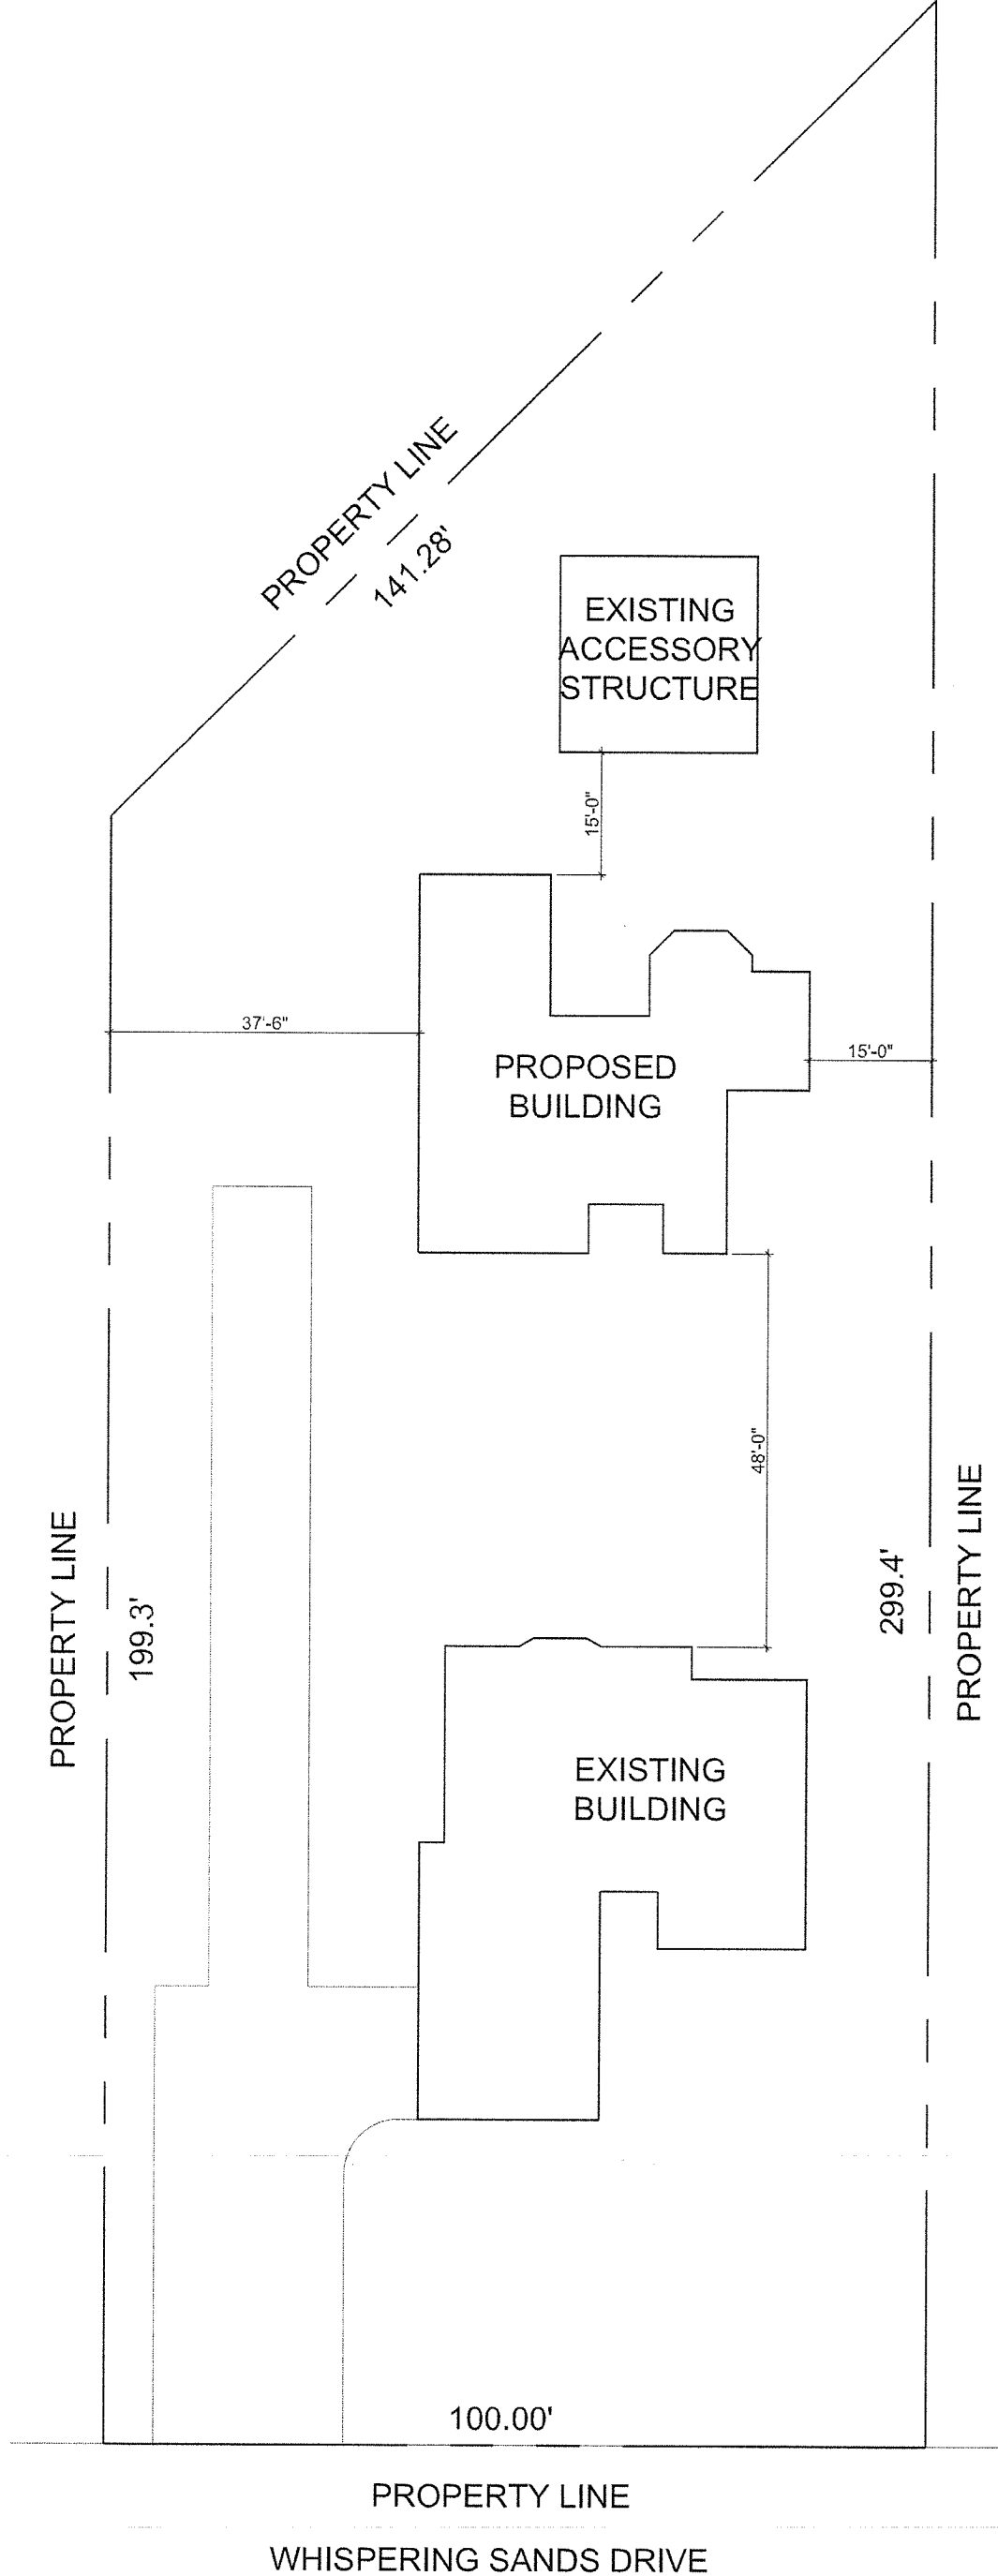 PROPERTY LINE
141.28'
EXISTING
ACCESSORY
STRUCTURE
15'-0"
37'-6"
PROPOSED
BUILDING
15'-0"
48'-0"
PROPERTY LINE
199.3'
299.4'
PROPERTY LINE
EXISTING
BUILDING
100.00'
PROPERTY LINE
WHISPERING SANDS DRIVE